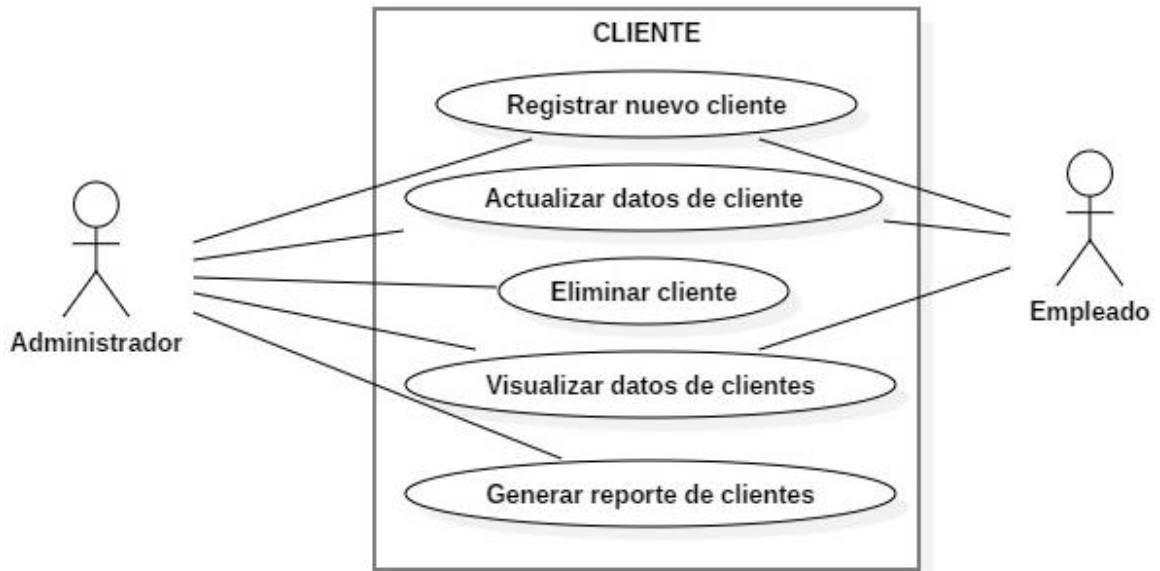 CLIENTE
Registrar nuevo cliente
Actualizar datos de cliente
Eliminar cliente
Empleado
Administrador
Visualizar datos de clientes
Generar reporte de clientes